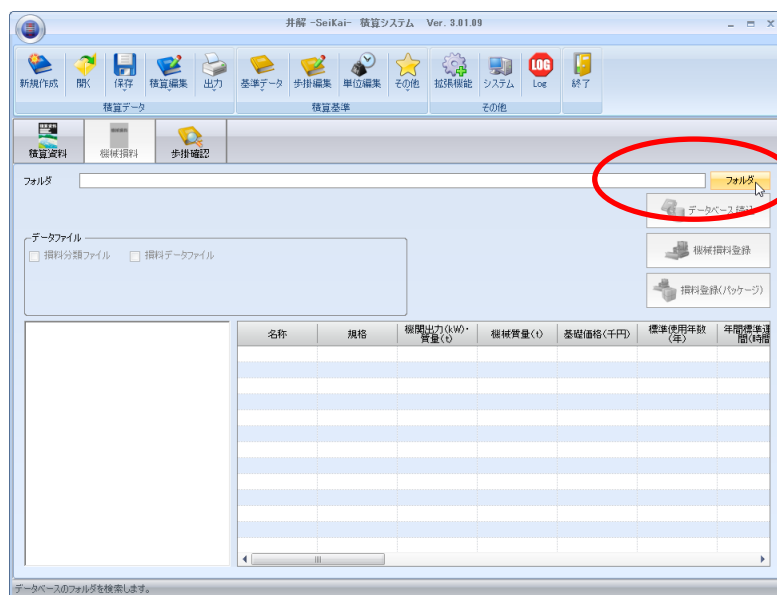 井解 -SeiKai- 積算システム Ver. 3.01.09
新規作成 開く 保存 積算編集 出力 基準データ 歩掛編集 単位編集 その他 拡張機能 システム LOG Log 終了
積算データ 積算基準 その他
積算資料 機械損料 歩掛確認
フォルダ フォルダ
データベース読込
データファイル
損料分類ファイル 損料データファイル
機械損料登録
損料登録(パッケージ)
名称 規格 機関出力(kW)・質量(t) 機械質量(t) 基礎価格(千円) 標準使用年数(年) 年間標準運 間(時間
データベースのフォルダを検索します。